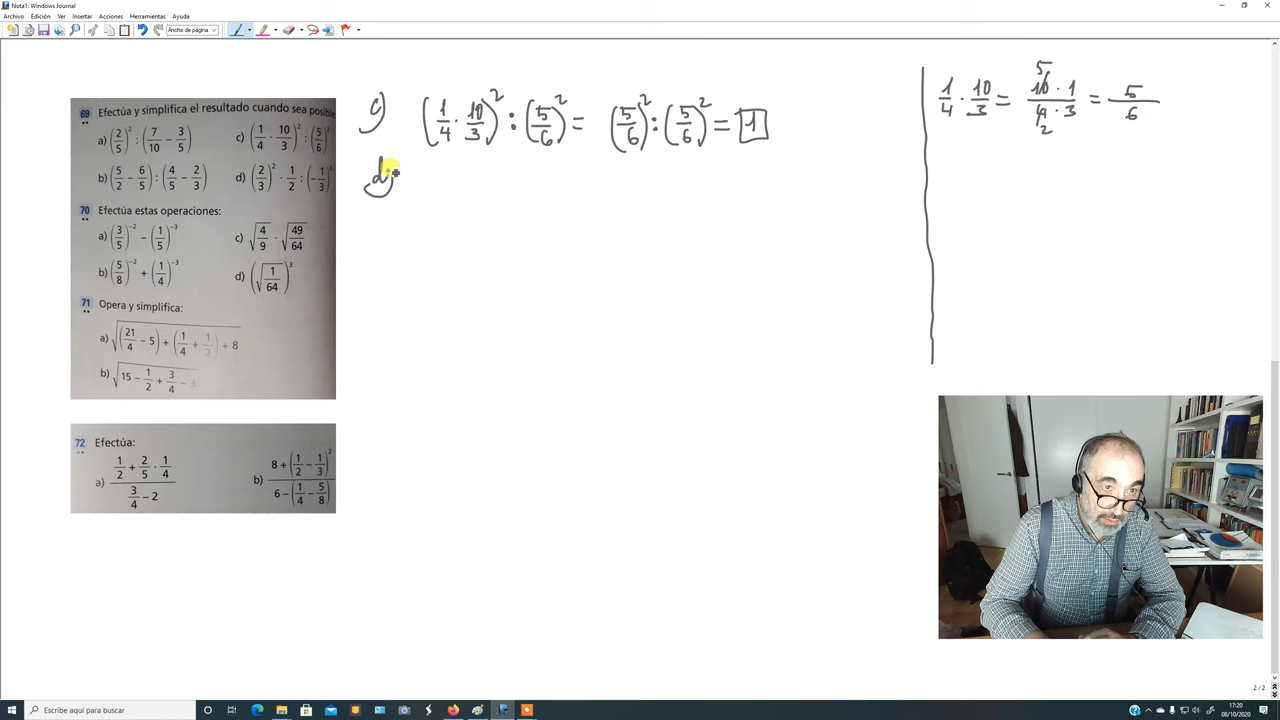 Nota1: Windows Journal
Archivo Edición Ver Insertar Acciones Herramientas Ayuda
Ancho de página
69 Efectúa y simplifica el resultado cuando sea posible
a) (2/5)² : (7/10 − 3/5)
c) (1/4 · 10/3)² : (5/6)
b) (5/2 − 6/5) : (4/5 − 2/3)
d) (2/3)² · 1/2 : (−1/3)
70 Efectúa estas operaciones:
a) (3/5)⁻² − (1/5)⁻³
c) √(4/9) · √(49/64)
b) (5/8)⁻² + (1/4)⁻³
d) (√(1/64))³
71 Opera y simplifica:
a) √((21/4 − 5) + (1/4 + 1/2) + 8
b) √(15 − 1/2 + 3/4 −
72 Efectúa:
a) (1/2 + 2/5 · 1/4)/(3/4 − 2)
b) (8 + (1/2 − 1/3)²)/(6 − (1/4 − 5/8))
c) (1/4 · 10/3)² : (5/6)² = (5/6)² : (5/6)² = 1
d)
1/4 · 10/3 = 10 · 1/4 · 3 = 5/6
5
2
2 / 2
Escribe aquí para buscar
17:20
08/10/2020